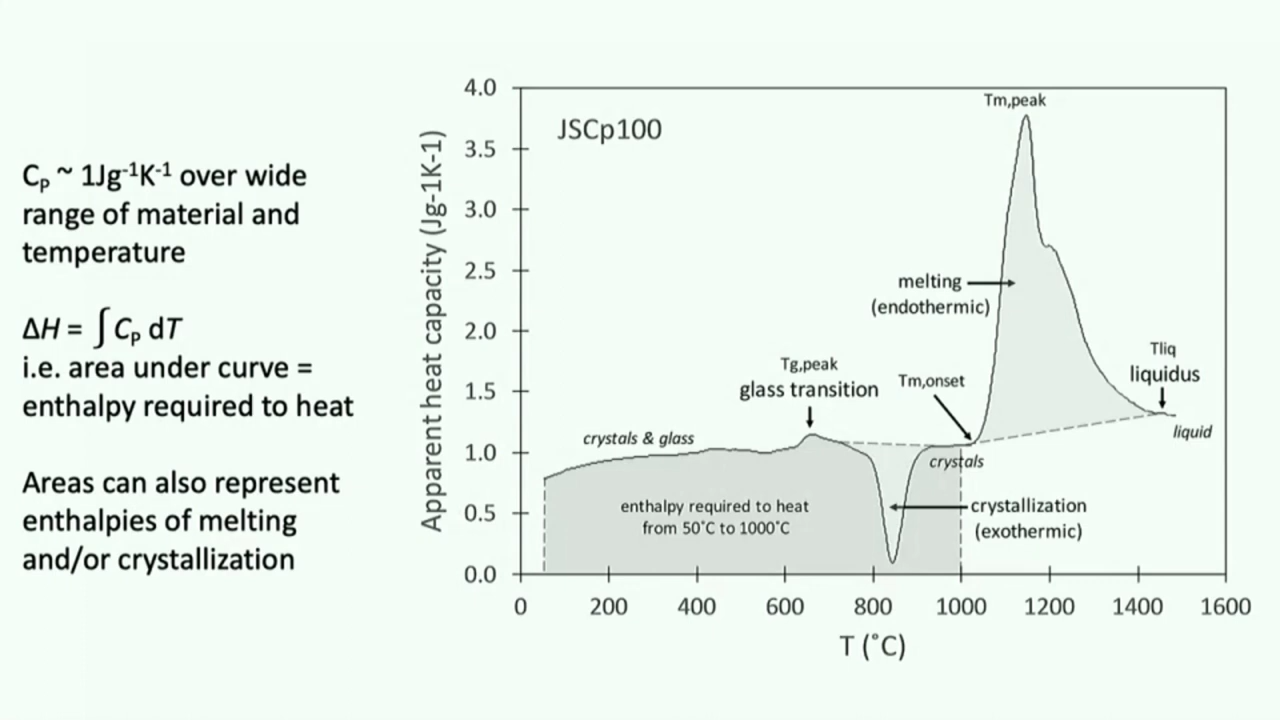 C_P ~ 1Jg⁻¹K⁻¹ over wide
range of material and
temperature
ΔH = ∫ C_P dT
i.e. area under curve =
enthalpy required to heat
Areas can also represent
enthalpies of melting
and/or crystallization
JSCp100
Apparent heat capacity (Jg-1K-1)
4.0
3.5
3.0
2.5
2.0
1.5
1.0
0.5
0.0
Tm,peak
melting
(endothermic)
Tg,peak
glass transition
Tm,onset
Tliq
liquidus
liquid
crystals & glass
crystals
enthalpy required to heat
from 50˚C to 1000˚C
crystallization
(exothermic)
0 200 400 600 800 1000 1200 1400 1600
T (˚C)